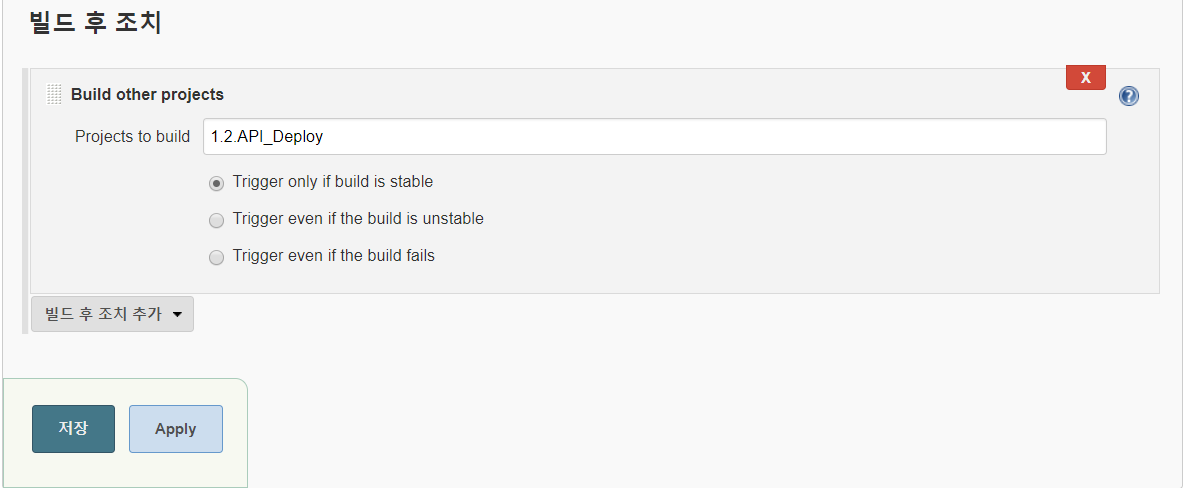 빌드 후 조치
X
Build other projects
?
Projects to build 1.2.API_Deploy
Trigger only if build is stable
Trigger even if the build is unstable
Trigger even if the build fails
빌드 후 조치 추가
저장 Apply